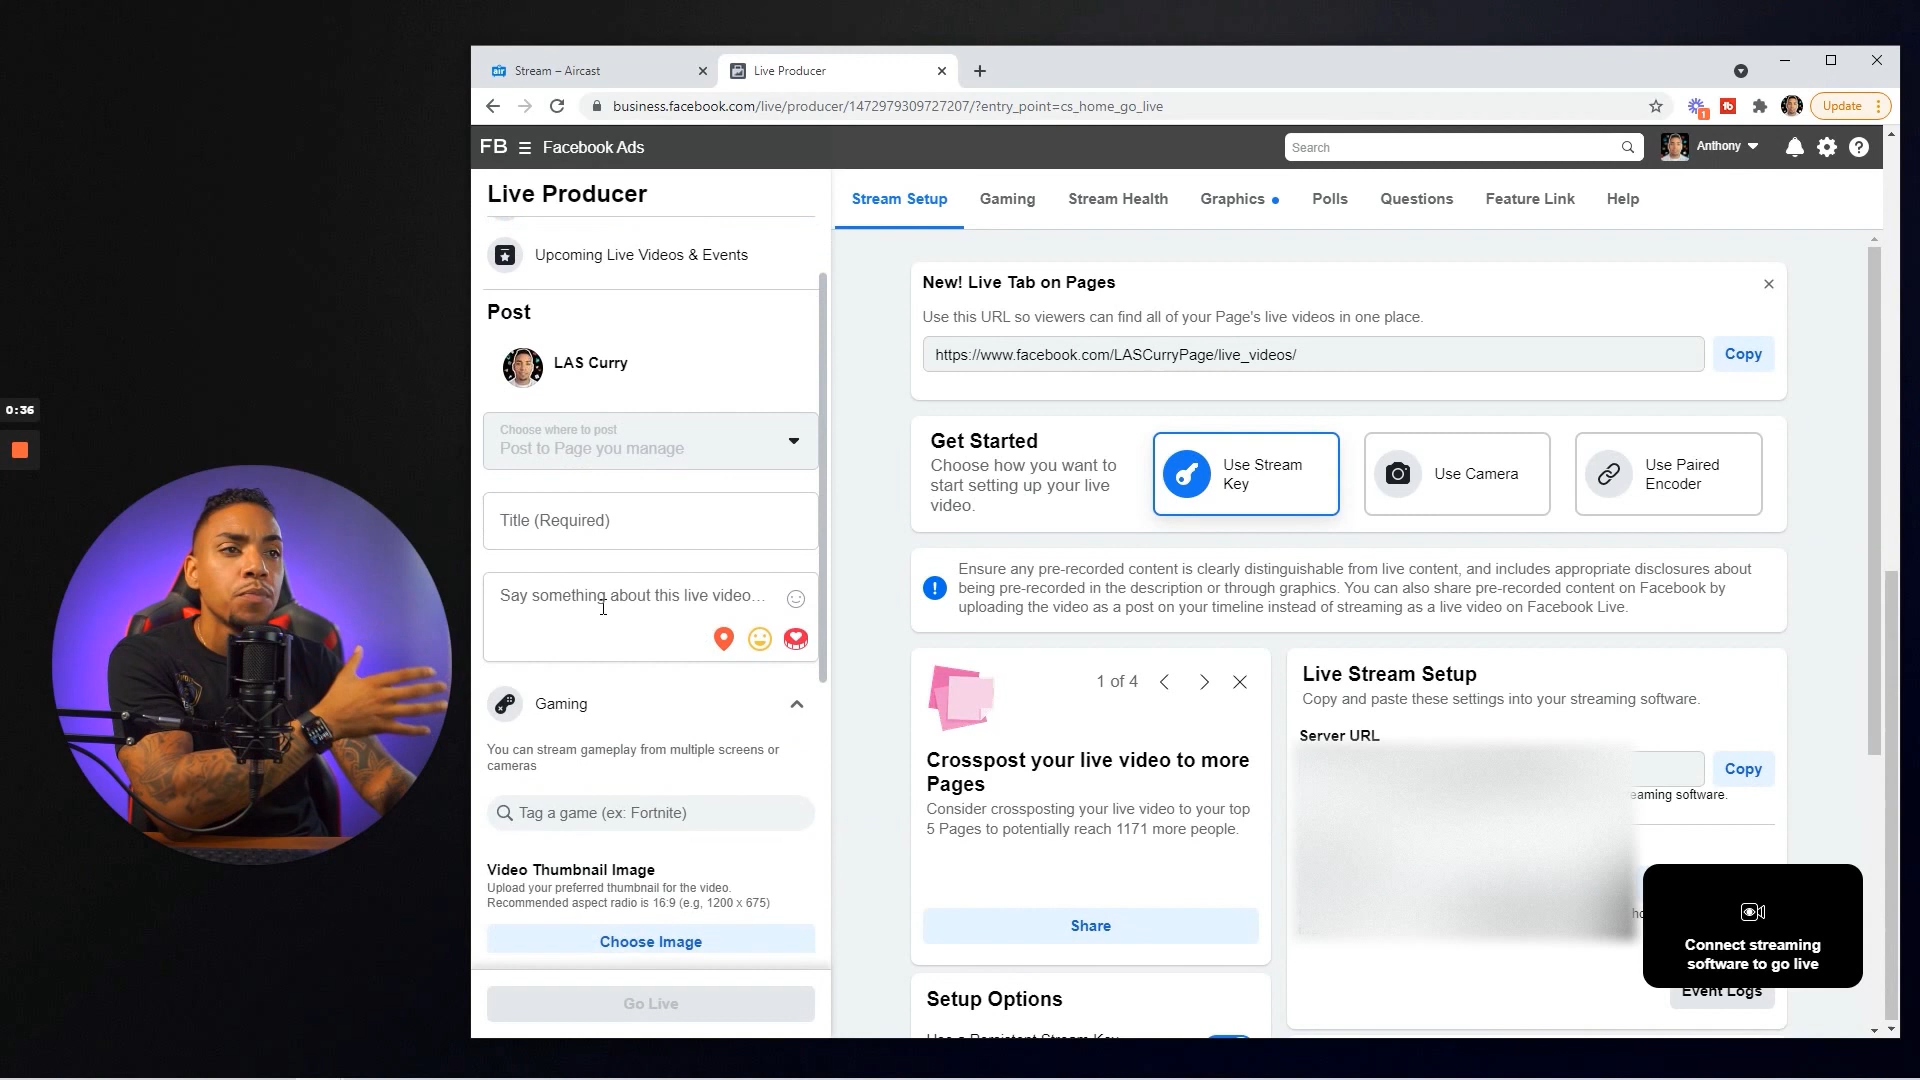 Stream – Aircast
Live Producer
business.facebook.com/live/producer/1472979309727207/?entry_point=cs_home_go_live
1
Update
FB
Facebook Ads
Search
Anthony
Live Producer
Upcoming Live Videos & Events
Post
LAS Curry
Choose where to post
Post to Page you manage
Title (Required)
Say something about this live video...
Gaming
You can stream gameplay from multiple screens or
cameras
Tag a game (ex: Fortnite)
Video Thumbnail Image
Upload your preferred thumbnail for the video.
Recommended aspect radio is 16:9 (e.g, 1200 x 675)
Choose Image
Go Live
Stream Setup
Gaming
Stream Health
Graphics
Polls
Questions
Feature Link
Help
New! Live Tab on Pages
Use this URL so viewers can find all of your Page's live videos in one place.
https://www.facebook.com/LASCurryPage/live_videos/
Copy
Get Started
Choose how you want to
start setting up your live
video.
Use Stream
Key
Use Camera
Use Paired
Encoder
Ensure any pre-recorded content is clearly distinguishable from live content, and includes appropriate disclosures about
being pre-recorded in the description or through graphics. You can also share pre-recorded content on Facebook by
uploading the video as a post on your timeline instead of streaming as a live video on Facebook Live.
1 of 4
Crosspost your live video to more
Pages
Consider crossposting your live video to your top
5 Pages to potentially reach 1171 more people.
Share
Setup Options
Use a Persistent Stream Key
Live Stream Setup
Copy and paste these settings into your streaming software.
Server URL
Copy
eaming software.
Connect streaming
software to go live
Event Logs
0:36